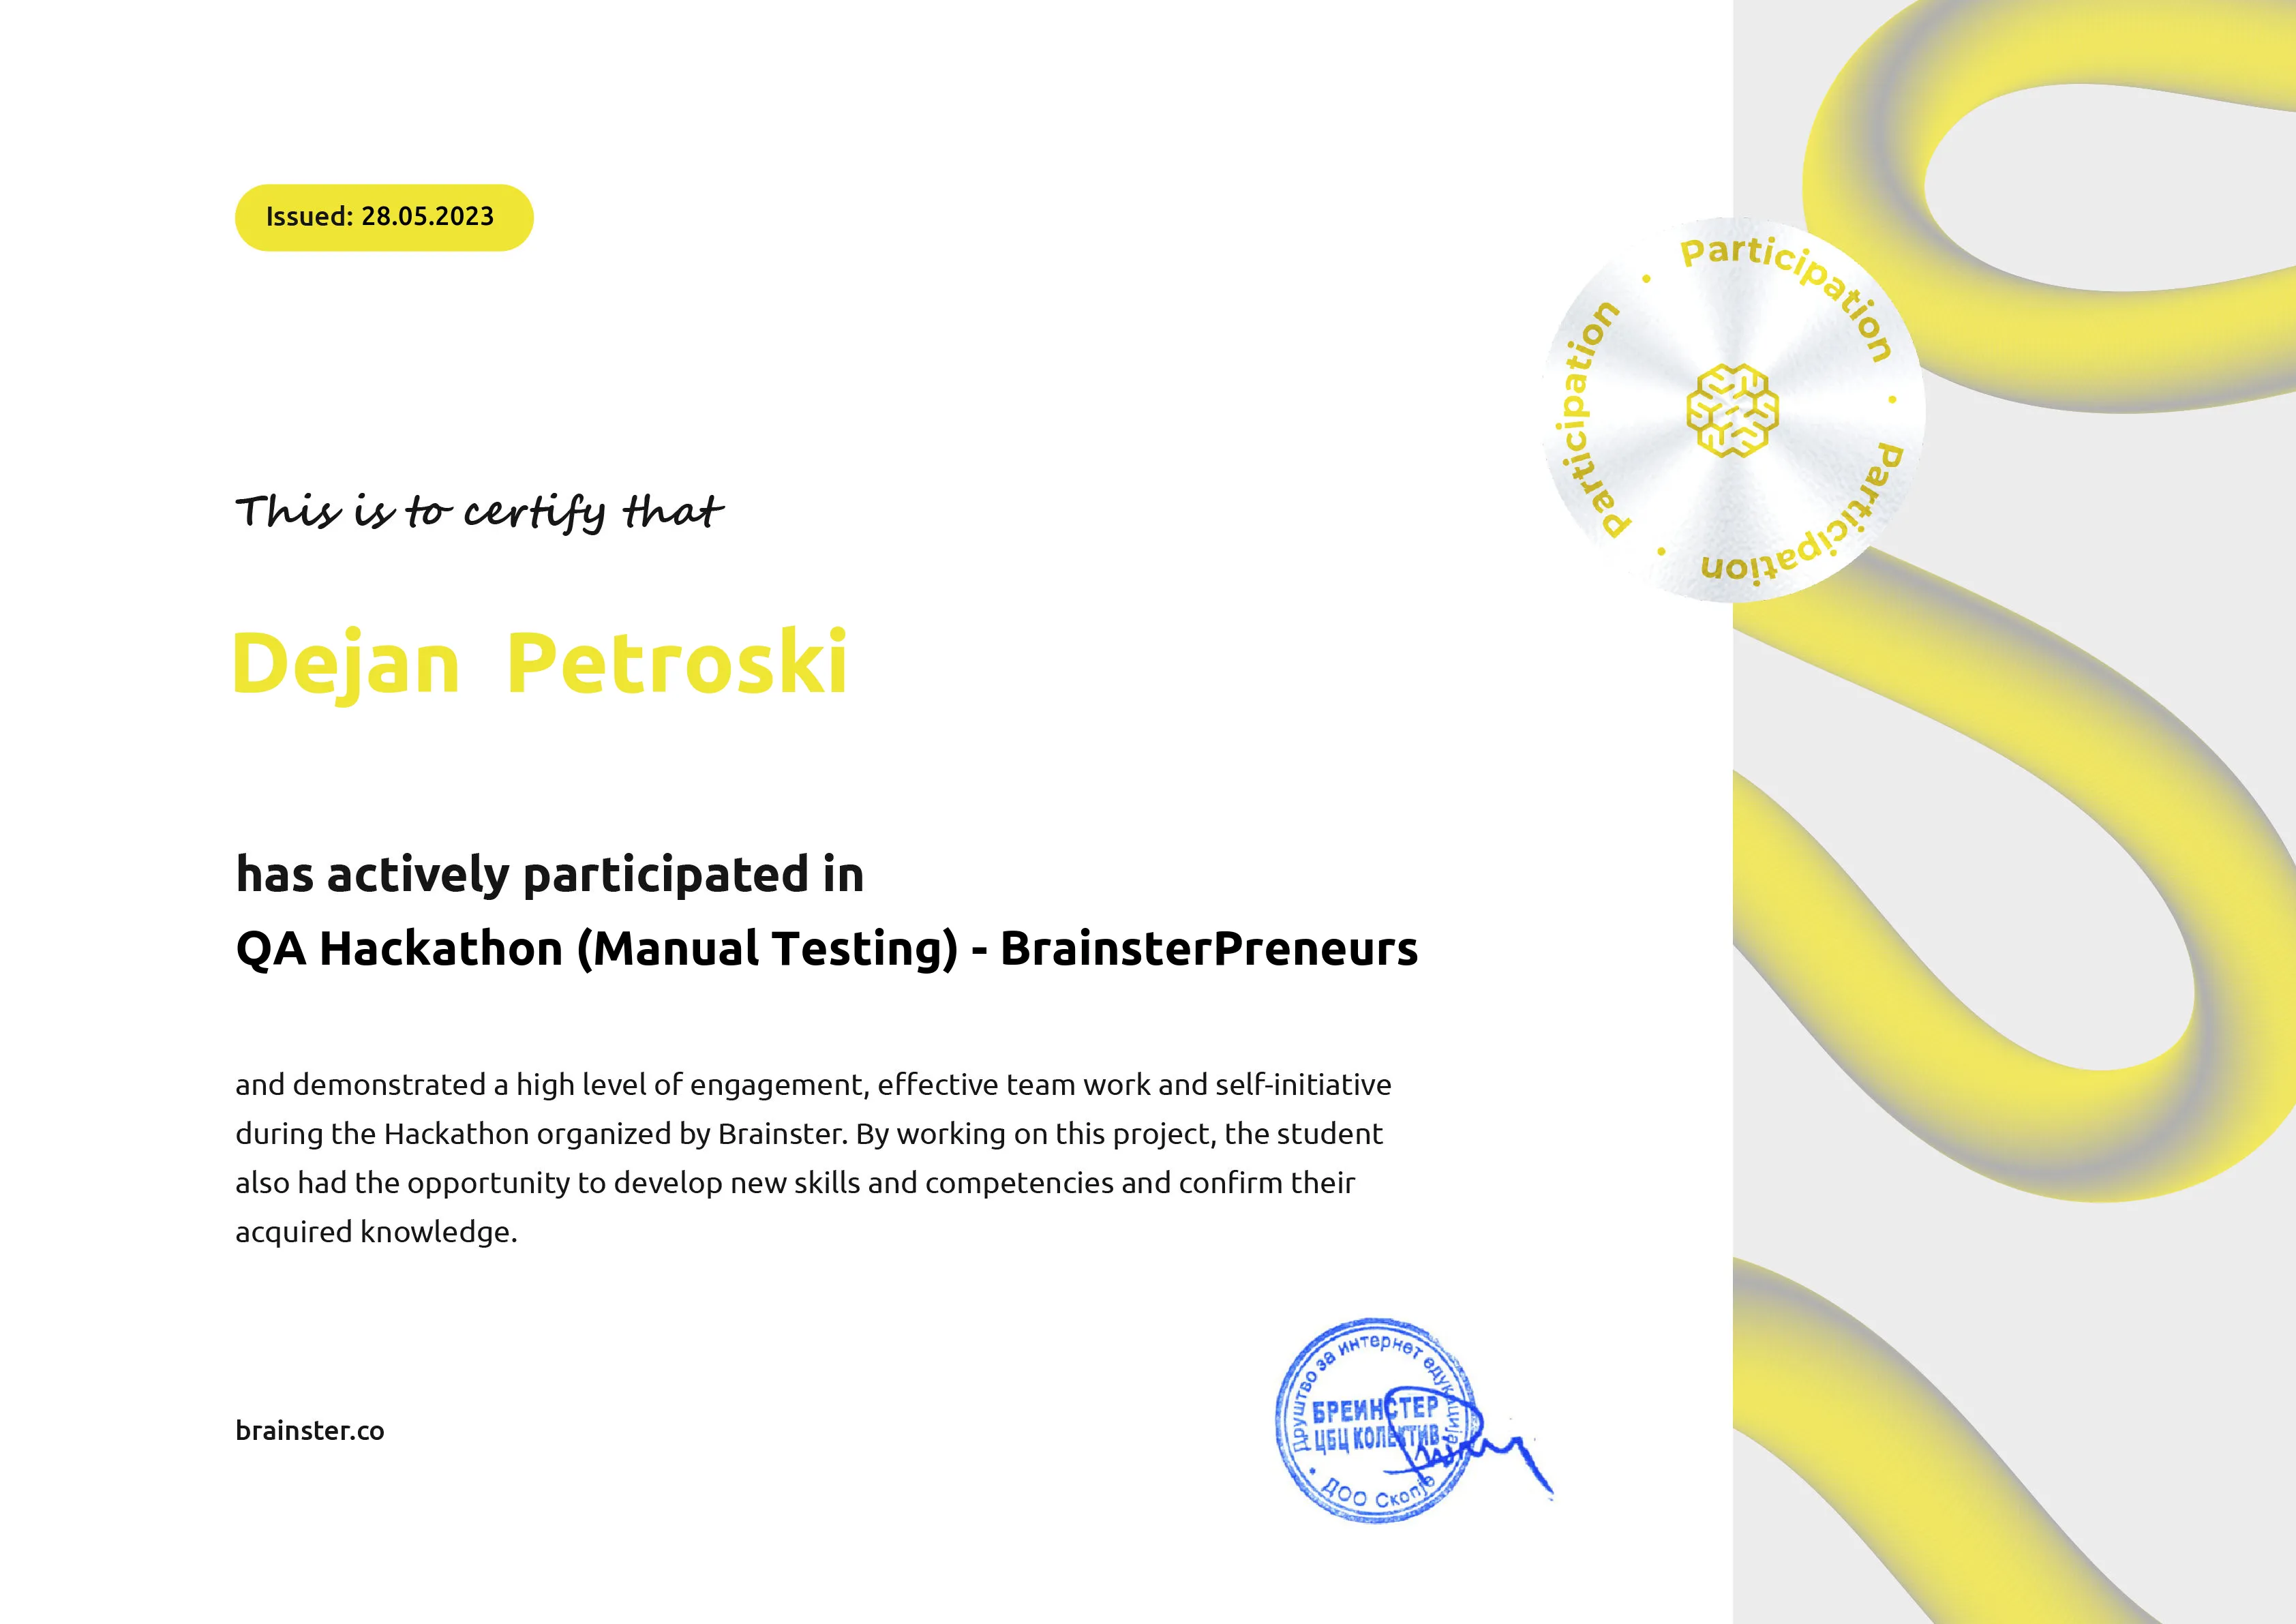 Issued: 28.05.2023
Participation • Participation • Participation •
This is to certify that
Dejan Petroski
has actively participated in
QA Hackathon (Manual Testing) - BrainsterPreneurs
and demonstrated a high level of engagement, effective team work and self-initiative
during the Hackathon organized by Brainster. By working on this project, the student
also had the opportunity to develop new skills and competencies and confirm their
acquired knowledge.
brainster.co
Друштво за интернет едукација
БРЕИНСТЕР
ЦБЦ КОЛЕКТИВ
• ДОО Скопје •